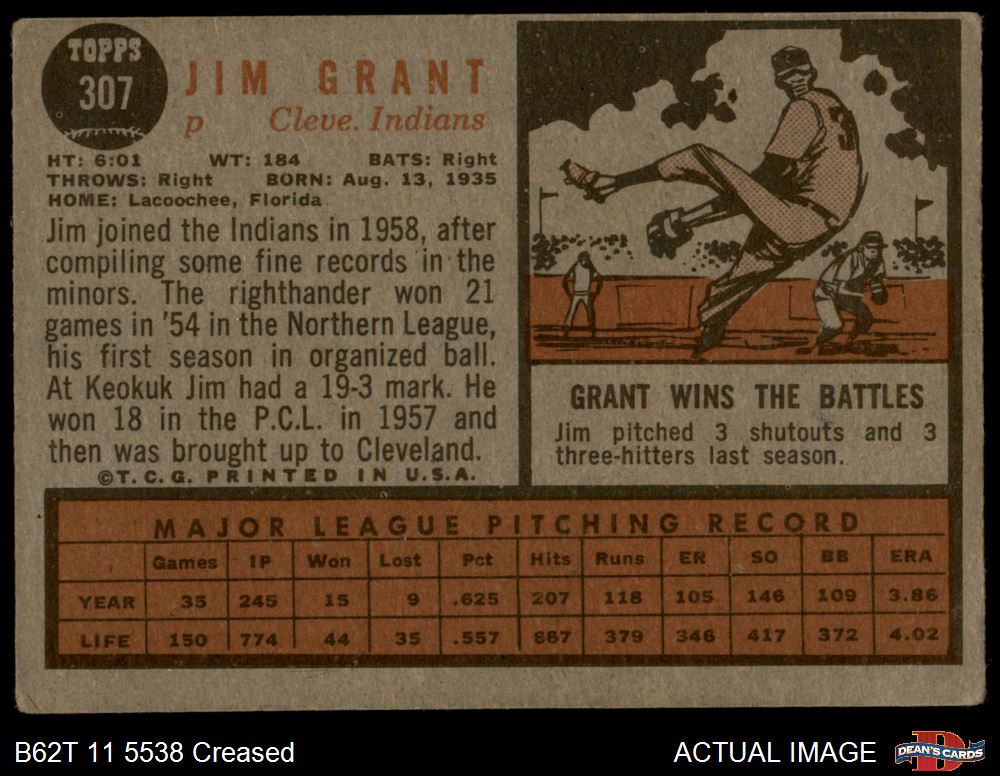 TOPPS
307
JIM GRANT
p Cleve. Indians
HT: 6:01 WT: 184 BATS: Right
THROWS: Right BORN: Aug. 13, 1935
HOME: Lacoochee, Florida
Jim joined the Indians in 1958, after
compiling some fine records in the
minors. The righthander won 21
games in '54 in the Northern League,
his first season in organized ball.
At Keokuk Jim had a 19-3 mark. He
won 18 in the P.C.L. in 1957 and
then was brought up to Cleveland.
©T.C.G. PRINTED IN U.S.A.
GRANT WINS THE BATTLES
Jim pitched 3 shutouts and 3
three-hitters last season.
MAJOR LEAGUE PITCHING RECORD
Games IP Won Lost Pct Hits Runs ER SO BB ERA
YEAR 35 245 15 9 .625 207 118 105 146 109 3.86
LIFE 150 774 44 35 .557 667 379 346 417 372 4.02
B62T 11 5538 Creased
ACTUAL IMAGE
DEAN'S CARDS